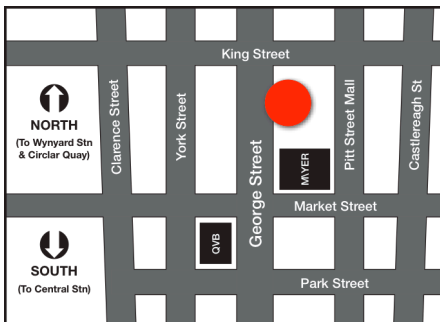 King Street
NORTH
(To Wynyard Stn
& Circlar Quay)
Clarence Street
York Street
George Street
Pitt Street Mall
Castlereagh St
MYER
Market Street
QVB
SOUTH
(To Central Stn)
Park Street